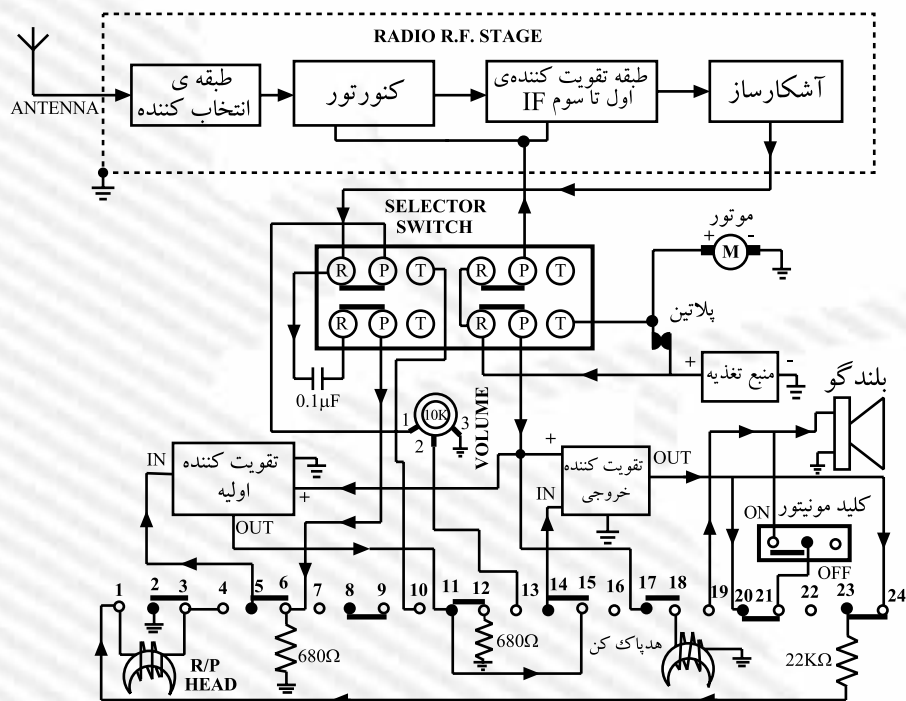 RADIO R.F. STAGE
ANTENNA
طبقه ی
انتخاب کننده
کنورتور
طبقه تقویت کننده‌ی
اول تا سوم IF
آشکارساز
SELECTOR
SWITCH
موتور
+ -
M
R P T R P T
R P T R P T
پلاتین
0.1µF
+ منبع تغذیه -
بلندگو
1 10K 3
2
VOLUME
IN
تقویت کننده
اولیه
+
OUT
+
تقویت کننده
خروجی
IN
OUT
کلید مونیتور
ON
OFF
1 2 3 4 5 6 7 8 9 10 11 12 13 14 15 16 17 18 19 20 21 22 23 24
R/P
HEAD
680Ω
680Ω
هدپاک کن
22KΩ